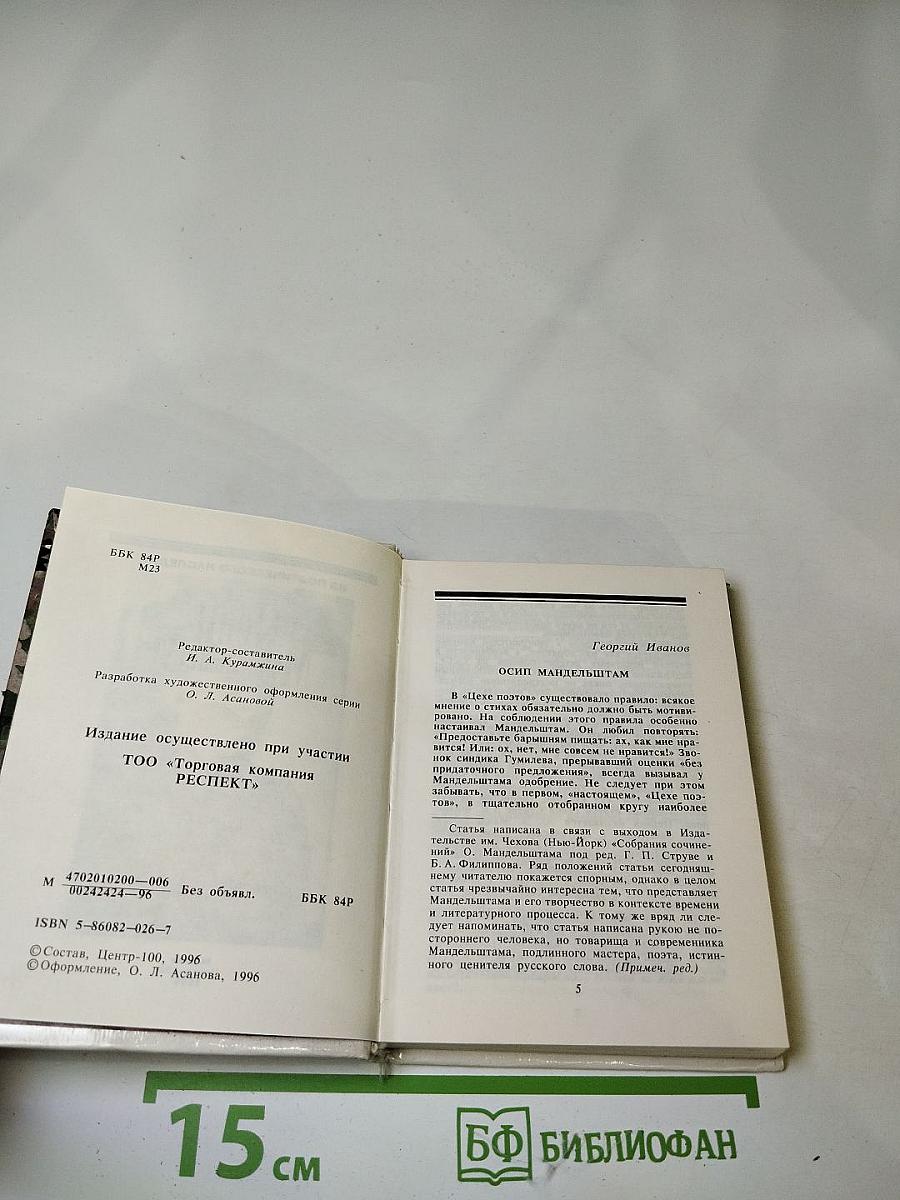 ББК 84Р
М23
Редактор-составитель
И. А. Курамжина
Разработка художественного оформления серии
О. Л. Асановой
Издание осуществлено при участии
ТОО «Торговая компания
РЕСПЕКТ»
М 4702010200—006
00242424—96
Без объявл.
ББК 84Р
ISBN 5–86082–026–7
© Состав, Центр-100, 1996
© Оформление, О. Л. Асанова, 1996
Георгий Иванов
ОСИП МАНДЕЛЬШТАМ
В «Цехе поэтов» существовало правило: всякое
мнение о стихах обязательно должно быть мотиви-
ровано. На соблюдении этого правила особенно
настаивал Мандельштам. Он любил повторять:
«Предоставьте барышням пищать: ах, как мне нра-
вится! Или: ох, нет, мне совсем не нравится!» Зво-
нок синдика Гумилева, прерывавший оценки «без
придаточного предложения», всегда вызывал у
Мандельштама одобрение. Не следует при этом
забывать, что в первом, «настоящем», «Цехе поэ-
тов», в тщательно отобранном кругу наиболее
Статья написана в связи с выходом в Изда-
тельстве им. Чехова (Нью-Йорк) «Собрания сочине-
ний» О. Мандельштама под ред. Г. П. Струве и
Б. А. Филиппова. Ряд положений статьи сегодняш-
нему читателю покажется спорным, однако в целом
статья чрезвычайно интересна тем, что представляет
Мандельштама и его творчество в контексте времени
и литературного процесса. К тому же вряд ли сле-
дует напоминать, что статья написана рукою не по-
стороннего человека, но товарища и современника
Мандельштама, подлинного мастера, поэта, истин-
ного ценителя русского слова. (Примеч. ред.)
5
15 см
БФ БИБЛИОФАН